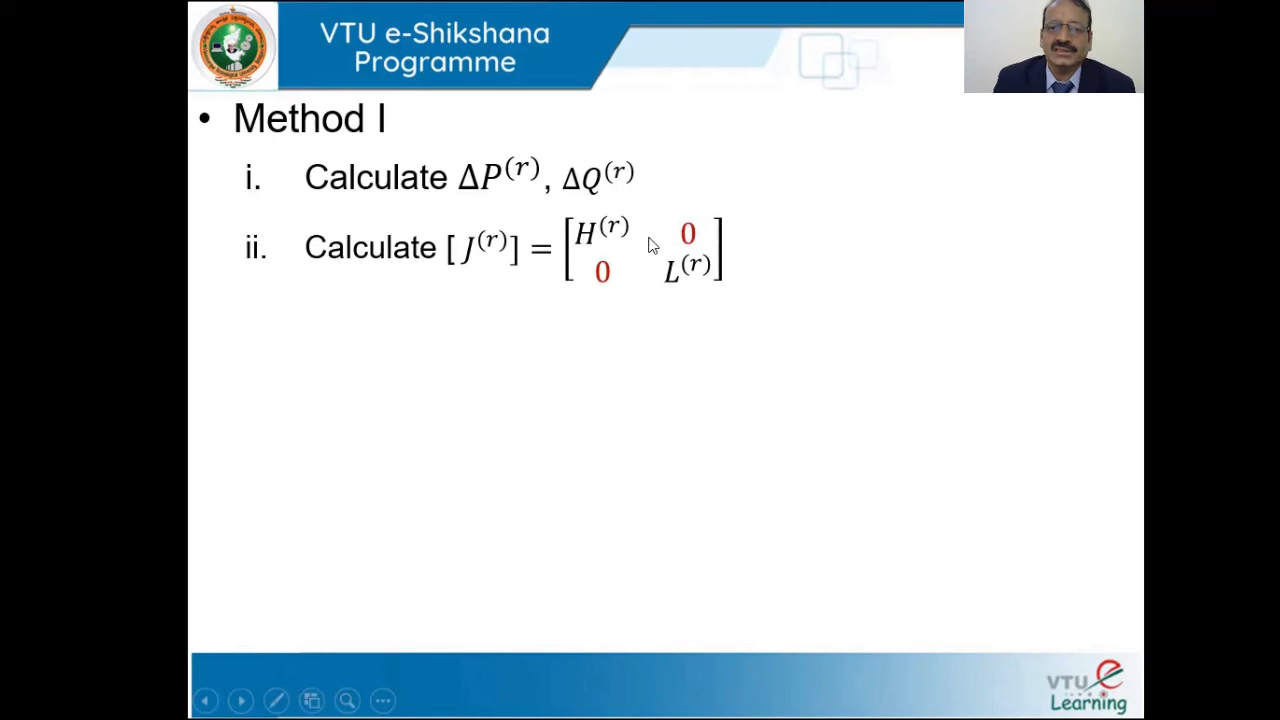 VTU e-Shikshana
Programme
• Method I
i. Calculate ΔP^(r), ΔQ^(r)
ii. Calculate [J^(r)] = [H^(r) 0
0 L^(r)]
VTU e
Learning